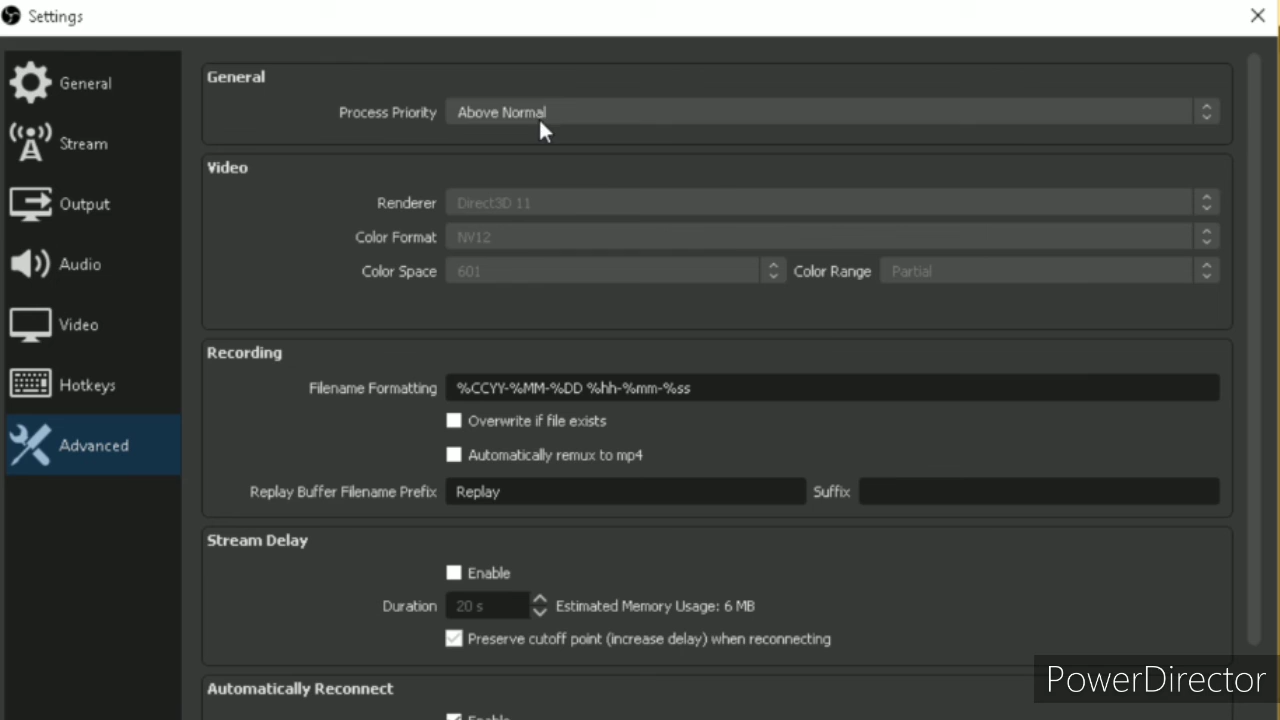 Settings
General
Stream
Output
Audio
Video
Hotkeys
Advanced
General
Process Priority Above Normal
Video
Renderer Direct3D 11
Color Format NV12
Color Space 601 Color Range Partial
Recording
Filename Formatting %CCYY-%MM-%DD %hh-%mm-%ss
Overwrite if file exists
Automatically remux to mp4
Replay Buffer Filename Prefix Replay Suffix
Stream Delay
Enable
Duration 20 s Estimated Memory Usage: 6 MB
Preserve cutoff point (increase delay) when reconnecting
Automatically Reconnect
Enable
PowerDirector